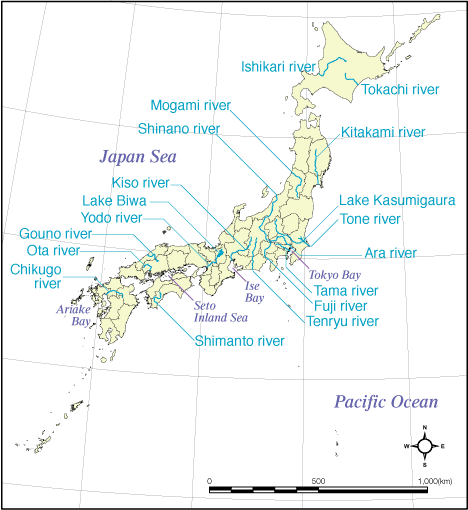 Ishikari river
Tokachi river
Mogami river
Shinano river
Kitakami river
Japan Sea
Kiso river
Lake Biwa
Yodo river
Gouno river
Ota river
Chikugo
river
Lake Kasumigaura
Tone river
Ara river
Tokyo Bay
Tama river
Fuji river
Tenryu river
Ise
Bay
Seto
Inland Sea
Ariake
Bay
Shimanto river
Pacific Ocean
N
W
E
S
0
500
1,000(km)